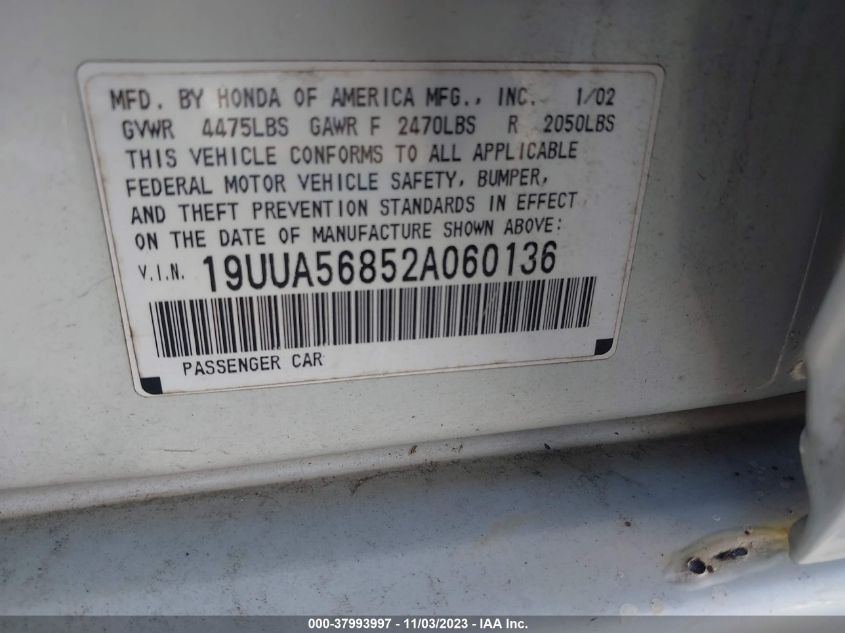 MFD. BY HONDA OF AMERICA MFG., INC. 1/02
GVWR 4475LBS GAWR F 2470LBS R 2050LBS
THIS VEHICLE CONFORMS TO ALL APPLICABLE
FEDERAL MOTOR VEHICLE SAFETY, BUMPER,
AND THEFT PREVENTION STANDARDS IN EFFECT
ON THE DATE OF MANUFACTURE SHOWN ABOVE:
V.I.N. 19UUA56852A060136
PASSENGER CAR
000-37993997 - 11/03/2023 - IAA Inc.